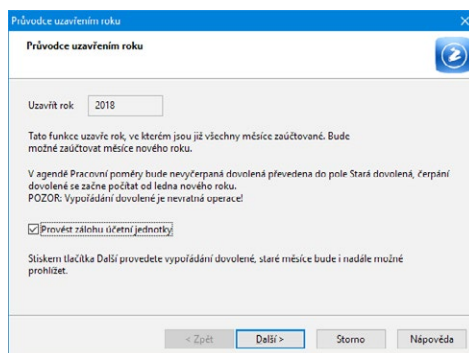 Průvodce uzavřením roku
Průvodce uzavřením roku
Uzavřít rok 2018
Tato funkce uzavře rok, ve kterém jsou již všechny měsíce zaúčtované. Bude
možné zaúčtovat měsíce nového roku.
V agendě Pracovní poměry bude nevyčerpaná dovolená převedena do pole Stará dovolená, čerpání
dovolené se začne počítat od ledna nového roku.
POZOR: Vypořádání dovolené je nevratná operace!
Provést zálohu účetní jednotky
Stiskem tlačítka Další provedete vypořádání dovolené, staré měsíce bude i nadále možné
prohlížet.
< Zpět Další > Storno Nápověda